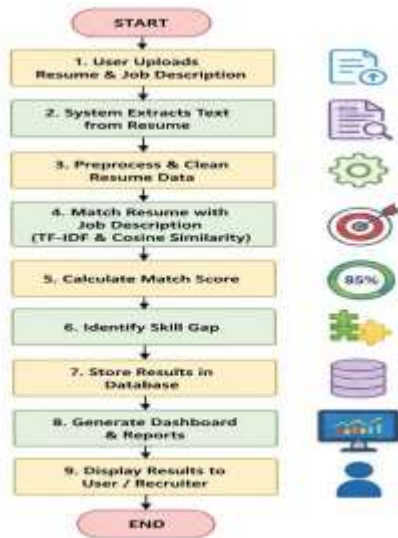 START
1. User Uploads
Resume & Job Description
2. System Extracts Text
from Resume
3. Preprocess & Clean
Resume Data
4. Match Resume with
Job Description
(TF-IDF & Cosine Similarity)
5. Calculate Match Score
85%
6. Identify Skill Gap
7. Store Results in
Database
8. Generate Dashboard
& Reports
9. Display Results to
User / Recruiter
END